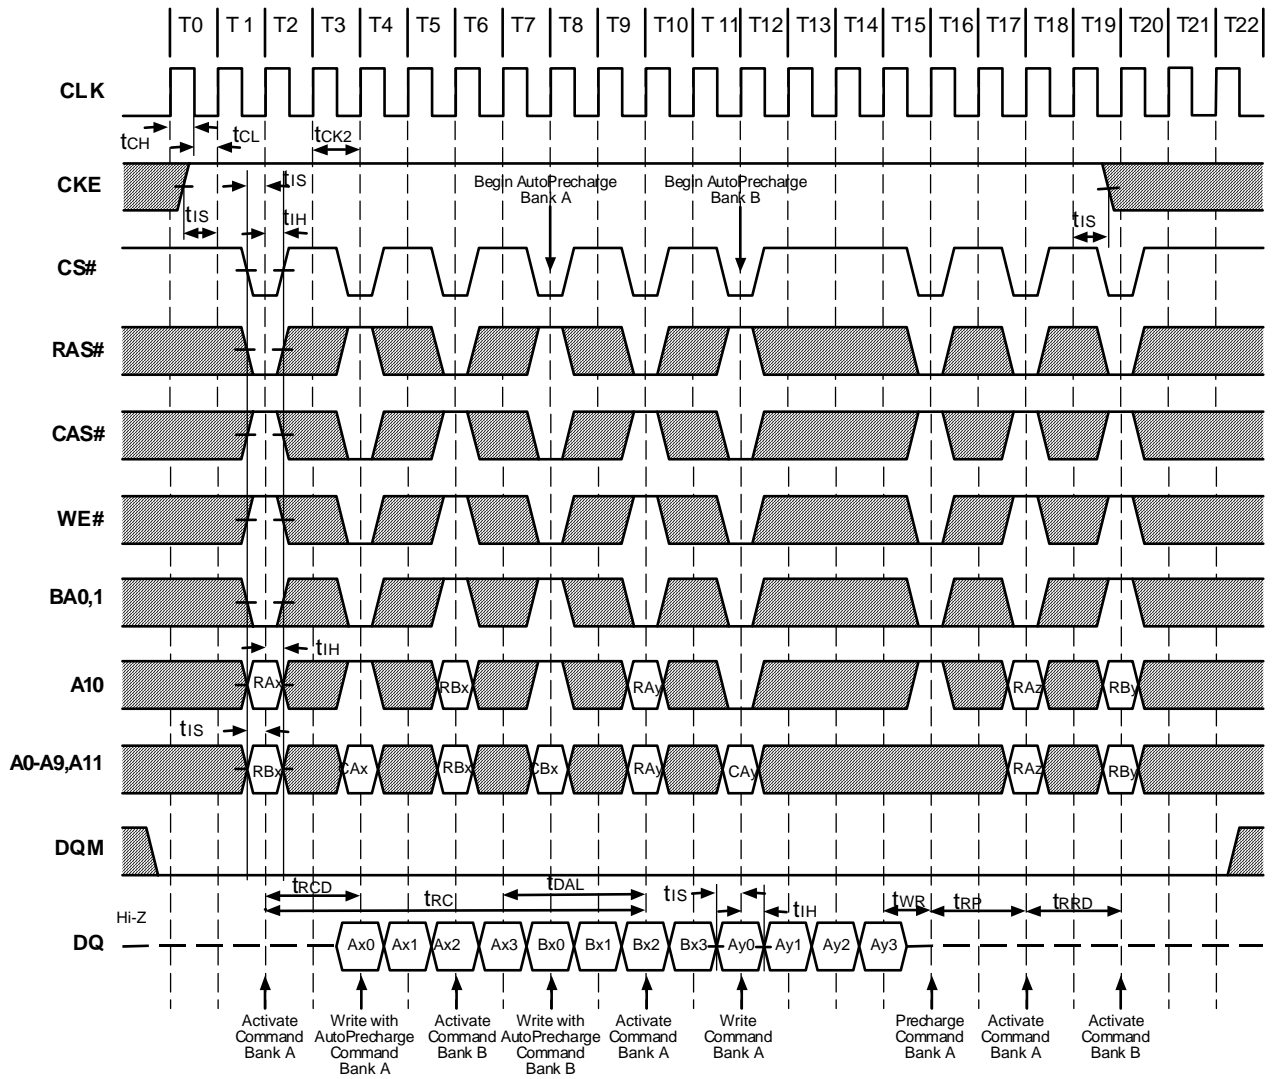 T0 T 1 T2 T3 T4 T5 T6 T7 T8 T9 T10 T 11 T12 T13 T14 T15 T16 T17 T18 T19 T20 T21 T22
CLK
tCH tCL tCK2
CKE
tIS
Begin AutoPrecharge
Bank A
Begin AutoPrecharge
Bank B
tIS tIH tIS
CS#
RAS#
CAS#
WE#
BA0,1
tIH
A10
RAx RBx RAy RAz RBy
tIS
A0-A9,A11
RBx CAx RBx CBx RAy CAy RAz RBy
DQM
tRCD tRC tDAL tIS tIH tWR tRP tRRD
Hi-Z
DQ
Ax0 Ax1 Ax2 Ax3 Bx0 Bx1 Bx2 Bx3 Ay0 Ay1 Ay2 Ay3
Activate
Command
Bank A
Write with
AutoPrecharge
Command
Bank A
Activate
Command
Bank B
Write with
AutoPrecharge
Command
Bank B
Activate
Command
Bank A
Write
Command
Bank A
Precharge
Command
Bank A
Activate
Command
Bank A
Activate
Command
Bank B